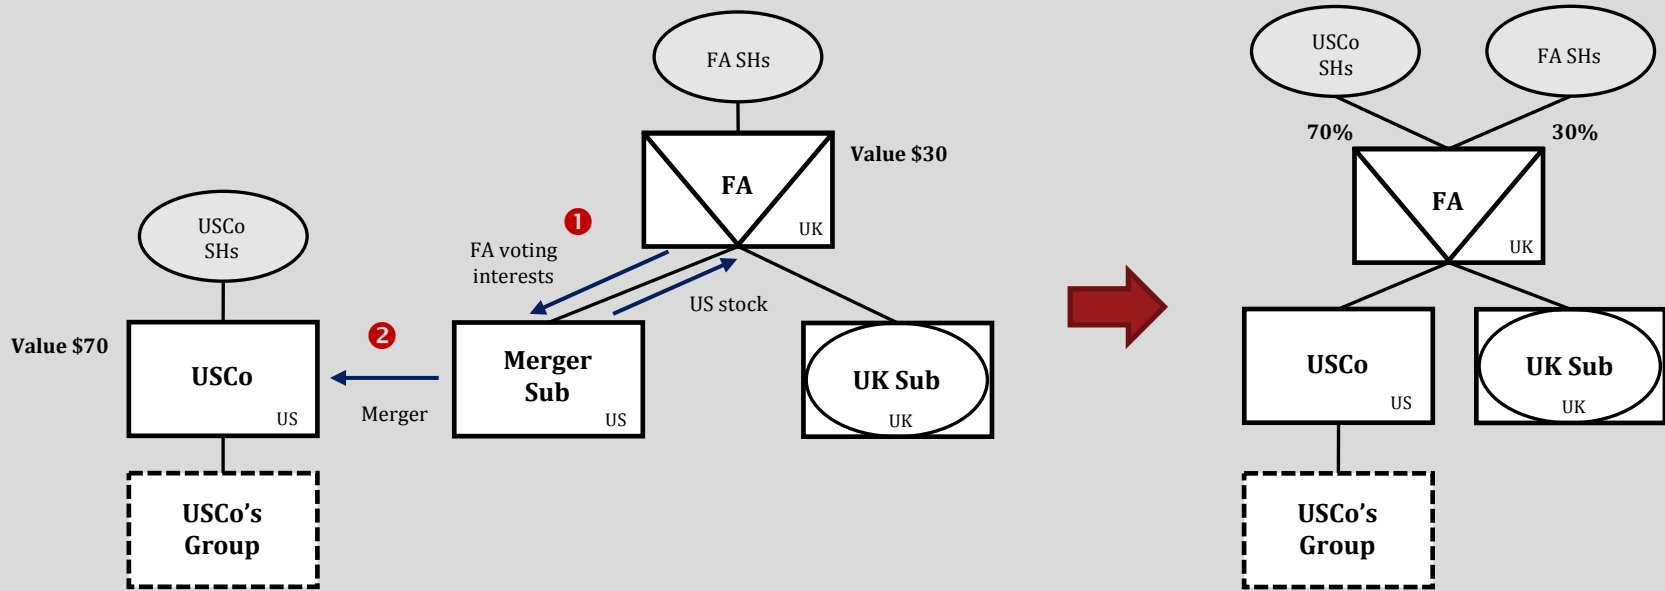 FA SHs
FA
UK
Value $30
USCo
SHs
Value $70
USCo
US
USCo's
Group
❶
FA voting
interests
US stock
❷
Merger
Merger
Sub
US
UK Sub
UK
USCo
SHs
FA SHs
70%
30%
FA
UK
USCo
US
UK Sub
UK
USCo's
Group